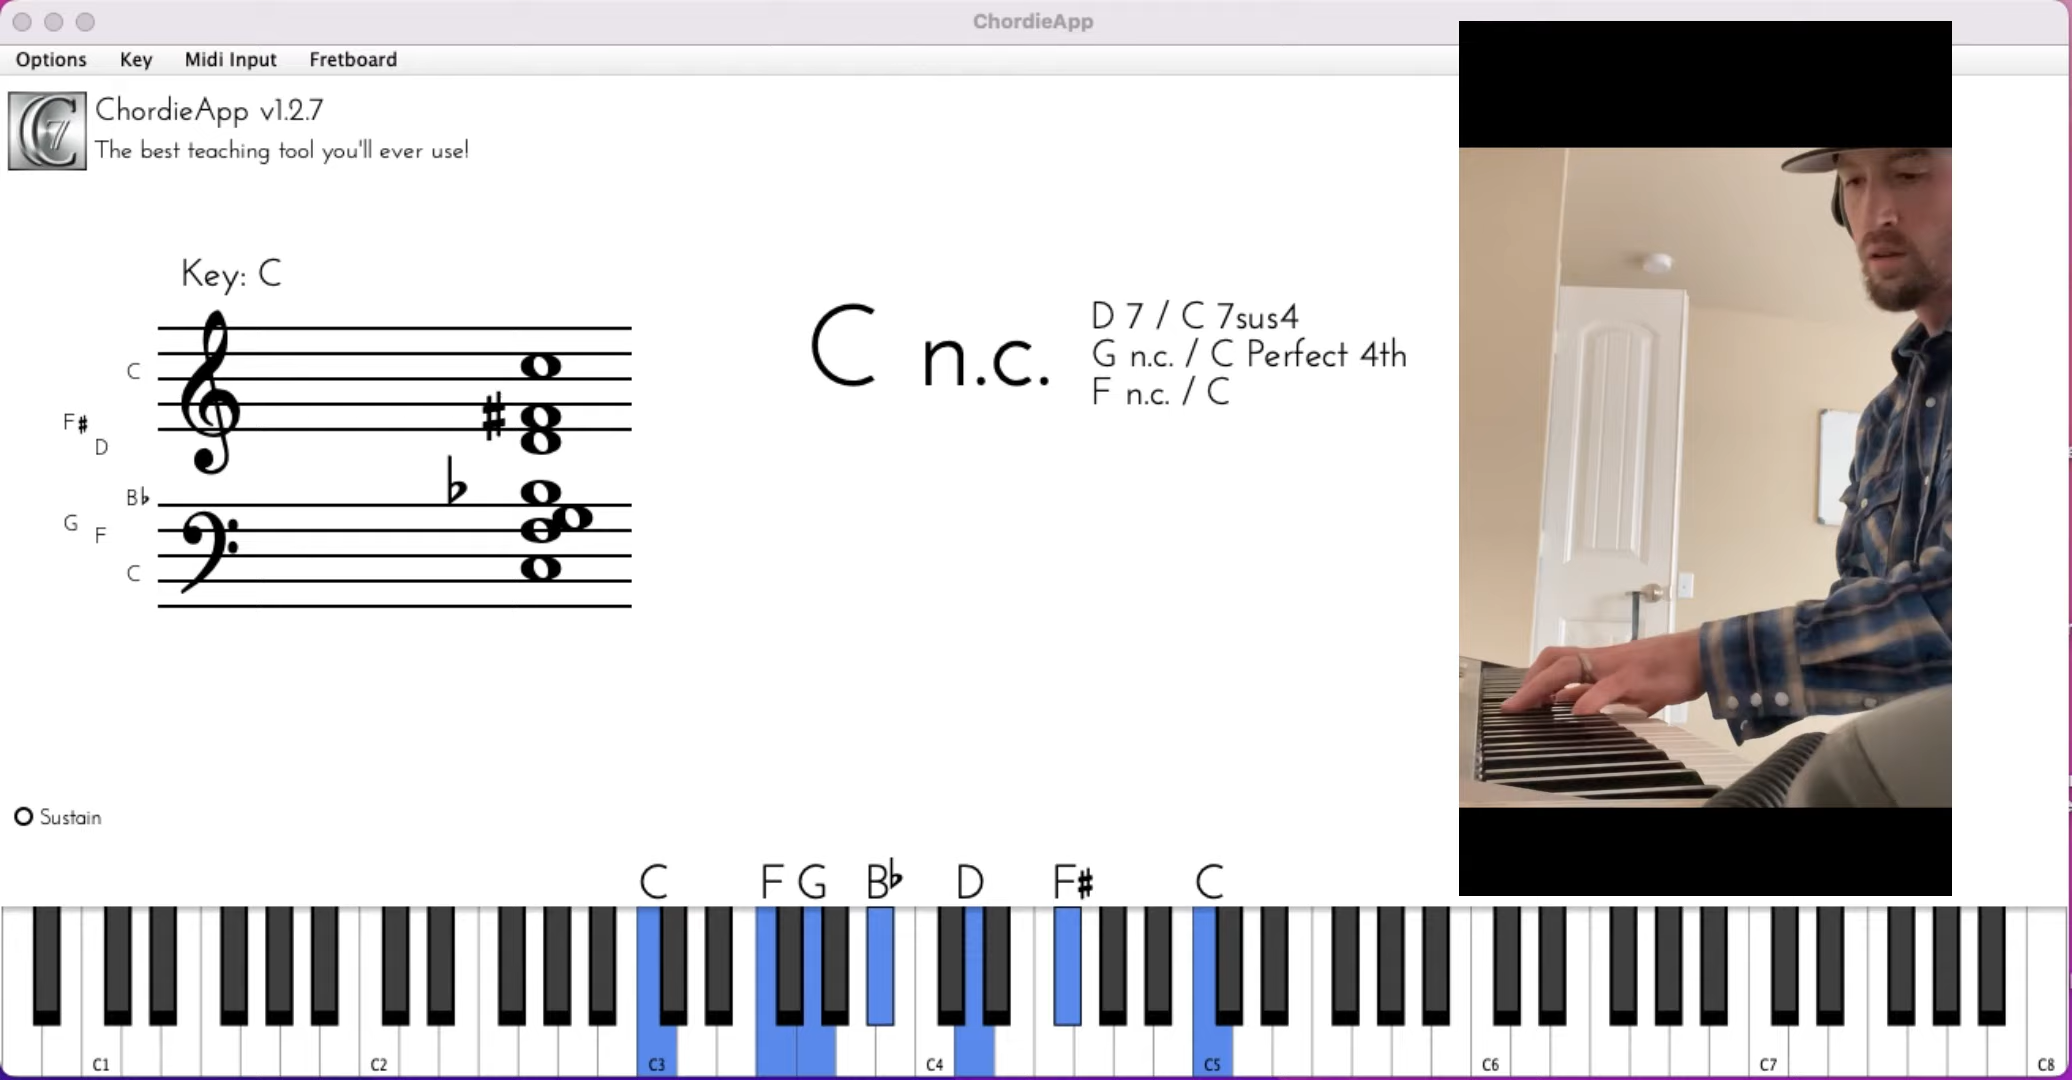 ChordieApp
Options Key Midi Input Fretboard
ChordieApp v1.2.7
The best teaching tool you'll ever use!
Key: C
C
F♯
D
B♭
G
F
C
C n.c.
D 7 / C 7sus4
G n.c. / C Perfect 4th
F n.c. / C
Sustain
C F G B♭ D F♯ C
C1 C2 C3 C4 C5 C6 C7 C8